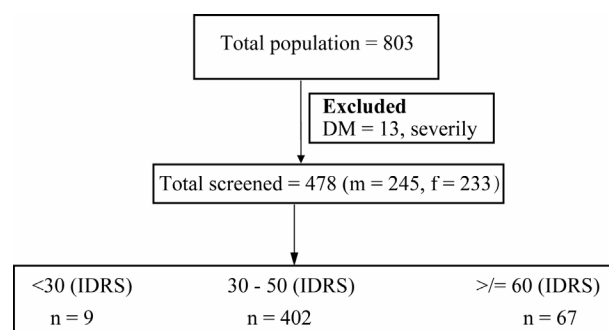 Total population = 803
Excluded
DM = 13, severily
Total screened = 478 (m = 245, f = 233)
<30 (IDRS) 30 - 50 (IDRS) >/= 60 (IDRS)
n = 9 n = 402 n = 67